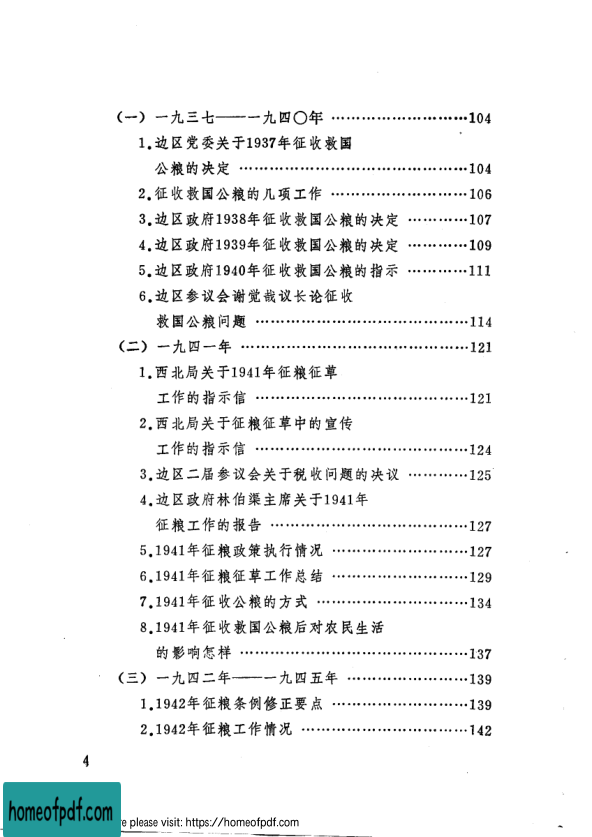 (一) 一九三七——一九四〇年 …………………………104
1.边区党委关于1937年征收救国
公粮的决定 ………………………………………104
2.征收救国公粮的几项工作 ………………………106
3.边区政府1938年征收救国公粮的决定 …………107
4.边区政府1939年征收救国公粮的决定 …………109
5.边区政府1940年征收救国公粮的指示 …………111
6.边区参议会谢觉哉议长论征收
救国公粮问题 ……………………………………114
(二) 一九四一年 ………………………………………121
1.西北局关于1941年征粮征草
工作的指示信 ……………………………………121
2.西北局关于征粮征草中的宣传
工作的指示信 ……………………………………124
3.边区二届参议会关于税收问题的决议 …………125
4.边区政府林伯渠主席关于1941年
征粮工作的报告 …………………………………127
5.1941年征粮政策执行情况 ………………………127
6.1941年征粮征草工作总结 ………………………129
7.1941年征收公粮的方式 …………………………134
8.1941年征收救国公粮后对农民生活
的影响怎样 ………………………………………137
(三) 一九四二年—一九四五年 ……………………139
1.1942年征粮条例修正要点 ………………………139
2.1942年征粮工作情况 ……………………………142
4
homeofpdf.com
e please visit: https://homeofpdf.com